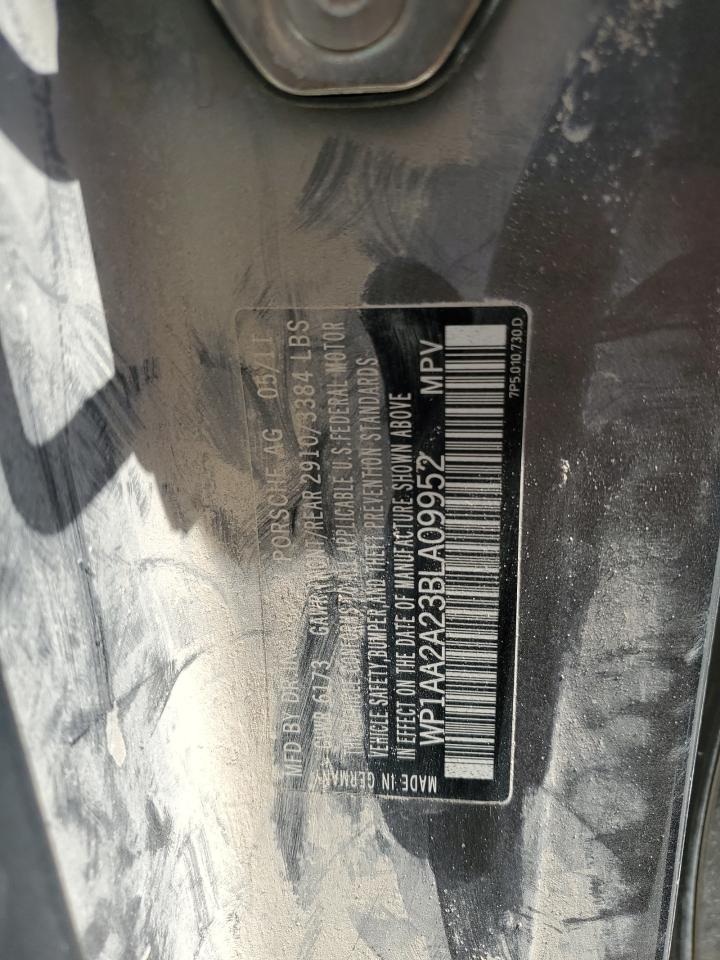 MED BY DR.ING. PORSCHE AG 05/11
GVWR 6173 GAWR FRONT/REAR 2910/3384 LBS
THIS VEHICLE CONFORMS TO ALL APPLICABLE U.S FEDERAL MOTOR
VEHICLE SAFETY, BUMPER, AND THEFT PREVENTION STANDARDS
IN EFFECT ON THE DATE OF MANUFACTURE SHOWN ABOVE
WP1AA2A23BLA09952 MPV
MADE IN GERMANY
7P5.010.730.D